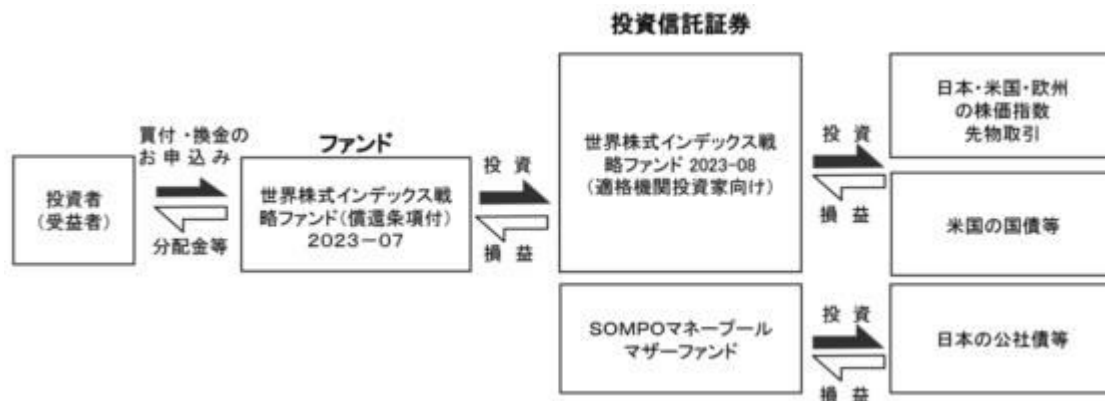 投資信託証券
買付・換金の
お申込み
ファンド
投資者
(受益者)
分配金等
世界株式インデックス戦
略ファンド(償還条項付)
2023-07
投 資
損 益
世界株式インデックス戦
略ファンド 2023-08
(適格機関投資家向け)
投 資
損 益
日本・米国・欧州
の株価指数
先物取引
米国の国債等
SOMPOマネープール
マザーファンド
投 資
損 益
日本の公社債等